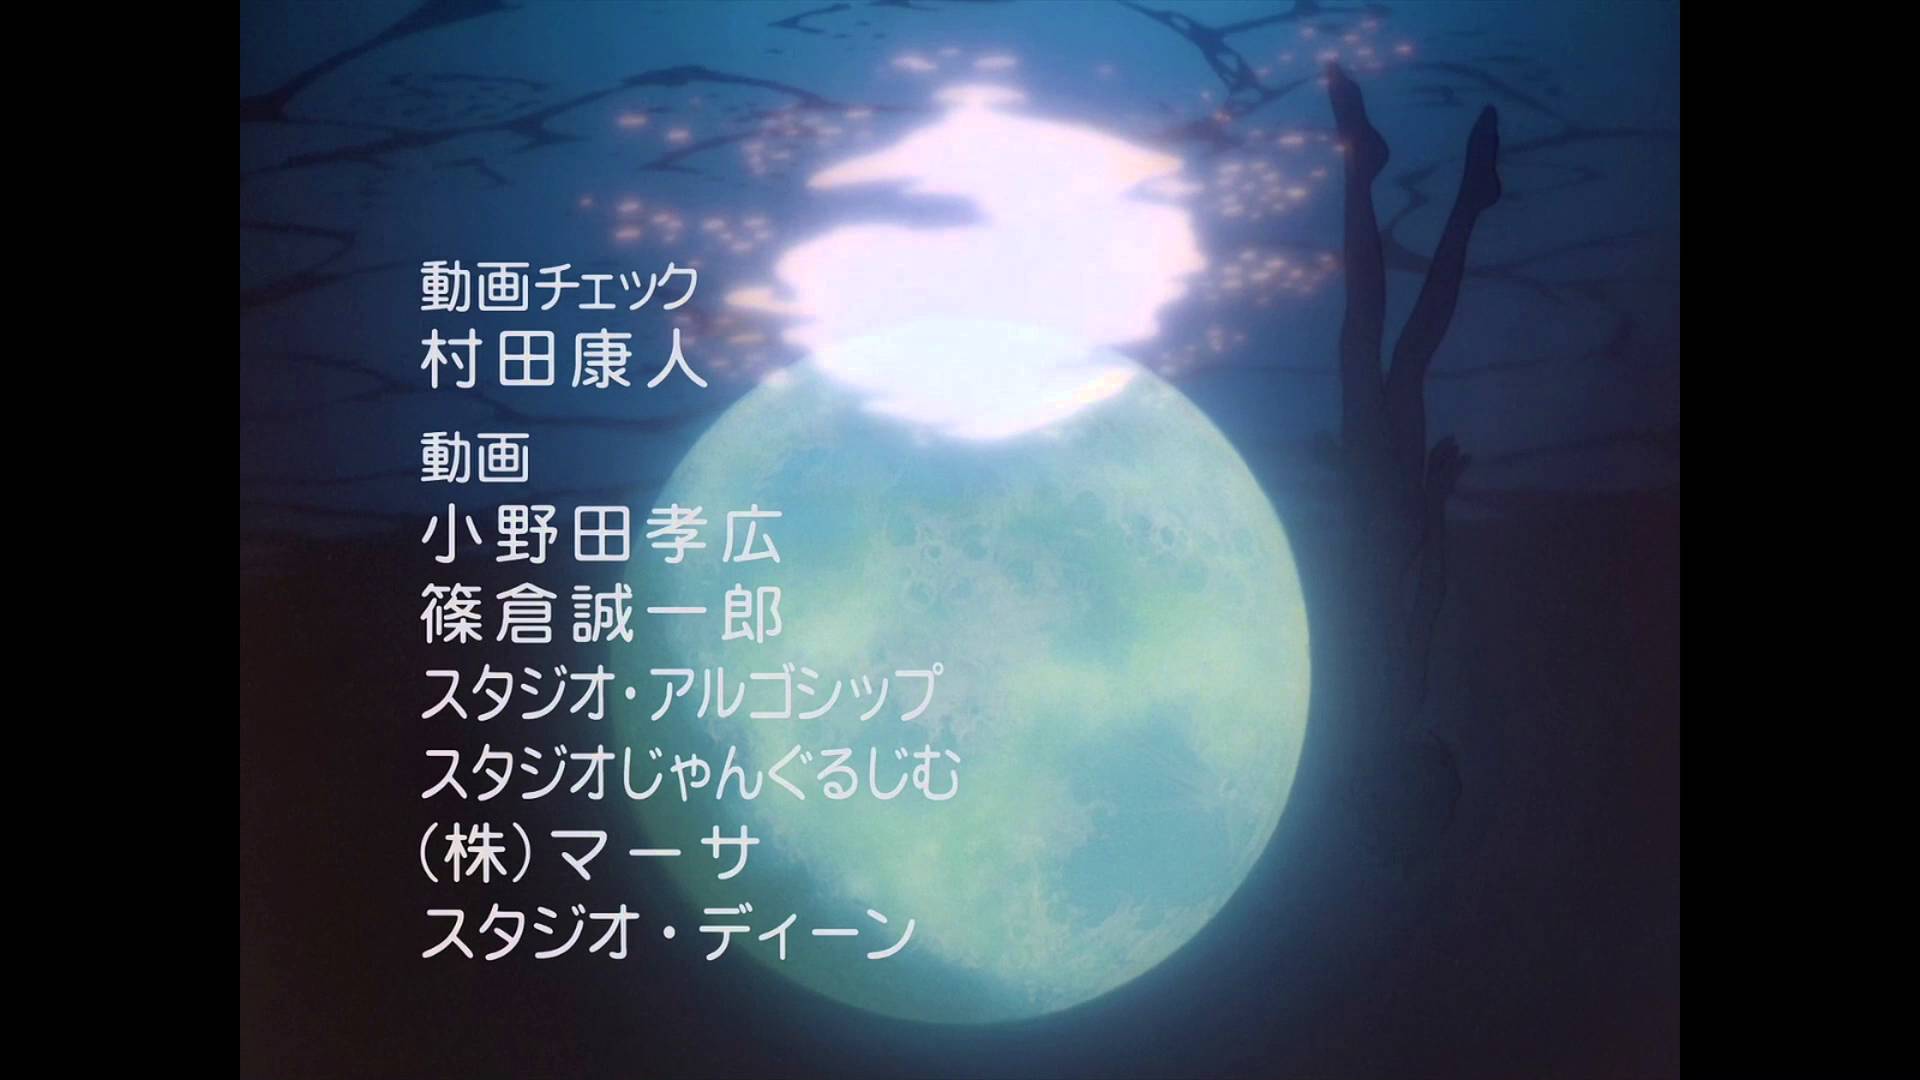 動画チェック
村田康人
動画
小野田孝広
篠倉誠一郎
スタジオ・アルゴシップ
スタジオじゃんぐるじむ
(株)マーサ
スタジオ・ディーン